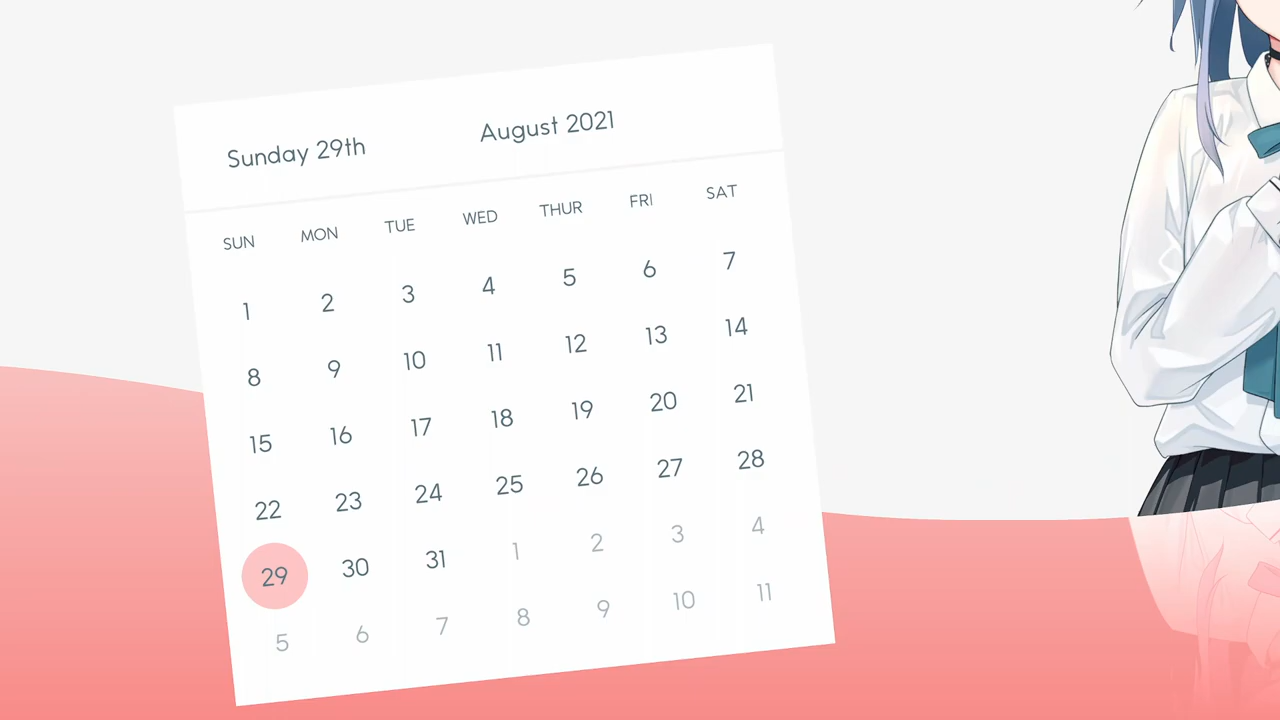 Sunday 29th August 2021
SUN MON TUE WED THUR FRI SAT
1 2 3 4 5 6 7
8 9 10 11 12 13 14
15 16 17 18 19 20 21
22 23 24 25 26 27 28
29 30 31 1 2 3 4
5 6 7 8 9 10 11